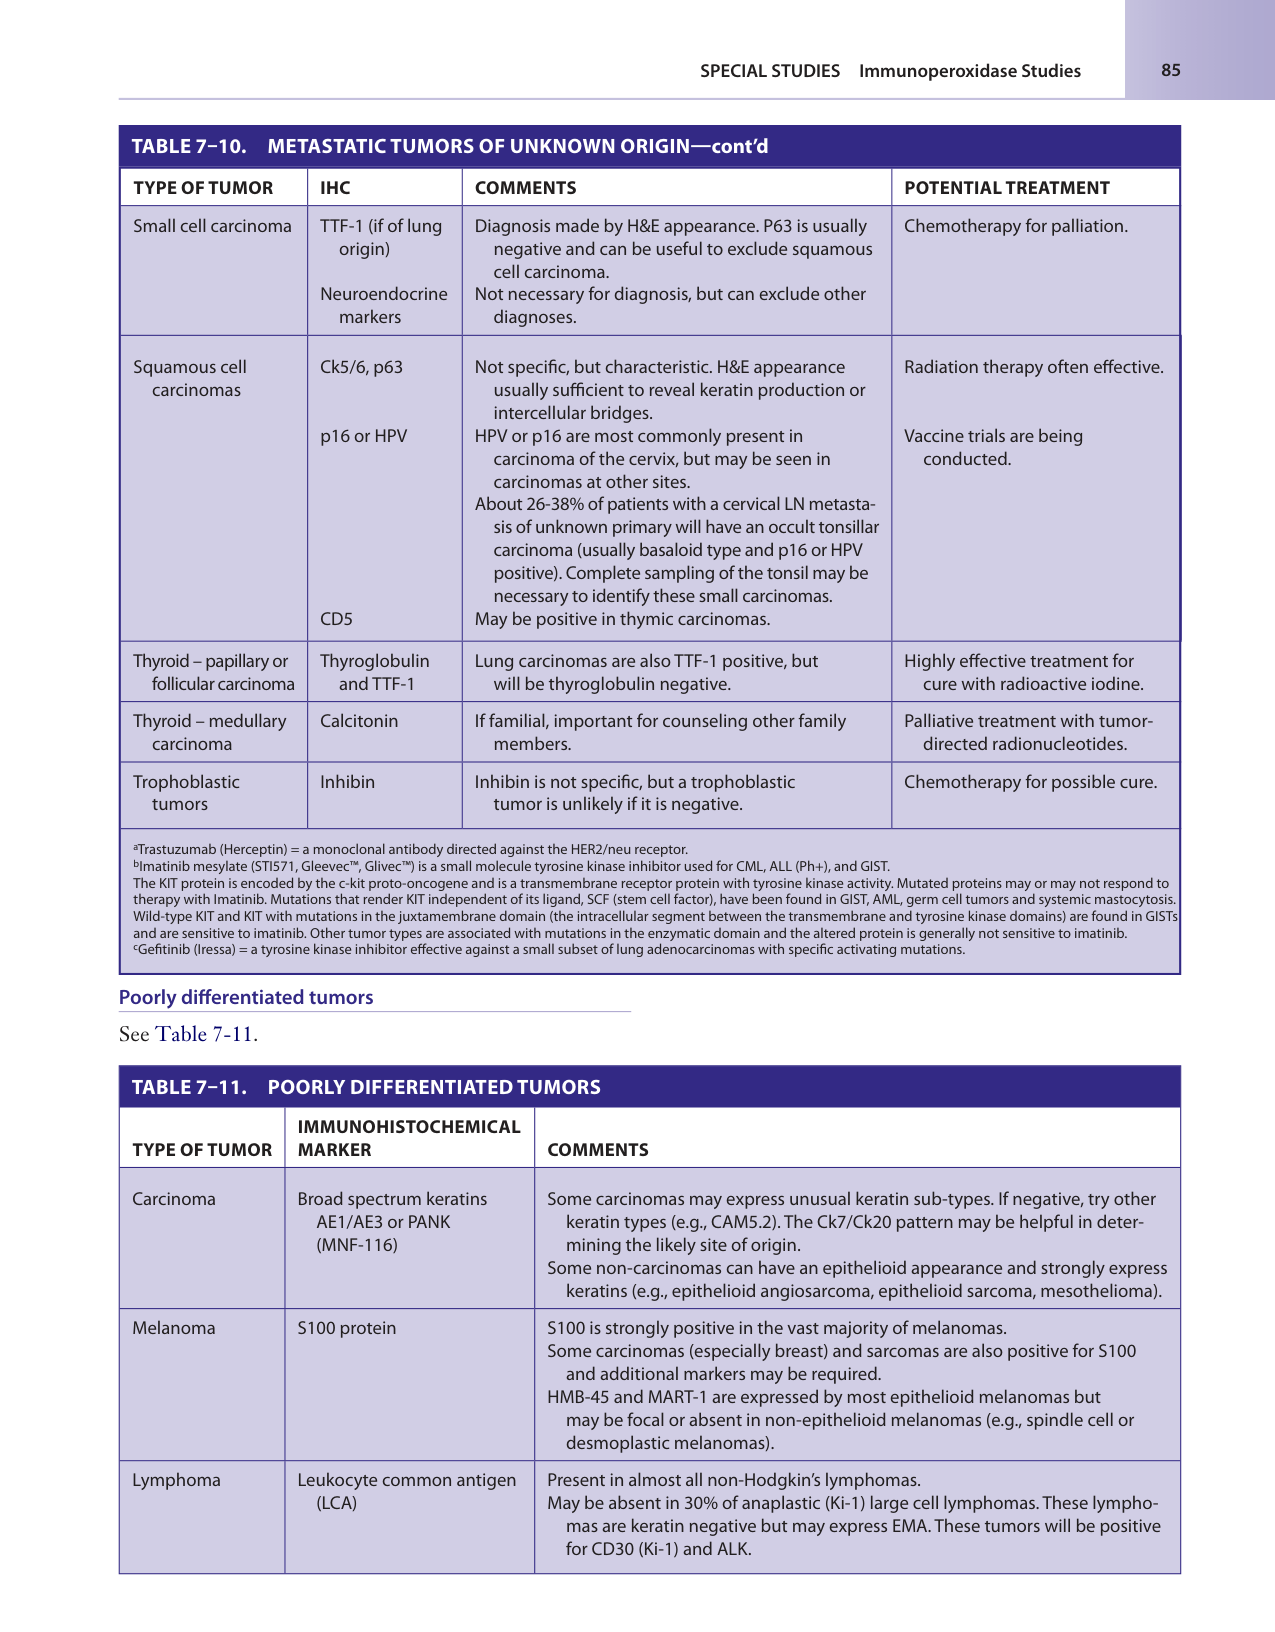 SPECIAL STUDIES Immunoperoxidase Studies 85
TABLE 7–10. METASTATIC TUMORS OF UNKNOWN ORIGIN—cont’d
TYPE OF TUMOR IHC COMMENTS POTENTIAL TREATMENT
Small cell carcinoma TTF-1 (if of lung Diagnosis made by H&E appearance. P63 is usually Chemotherapy for palliation.
origin) negative and can be useful to exclude squamous
cell carcinoma.
Neuroendocrine Not necessary for diagnosis, but can exclude other
markers diagnoses.
Squamous cell Ck5/6, p63 Not specific, but characteristic. H&E appearance Radiation therapy often effective.
carcinomas usually sufficient to reveal keratin production or
intercellular bridges.
p16 or HPV HPV or p16 are most commonly present in Vaccine trials are being
carcinoma of the cervix, but may be seen in conducted.
carcinomas at other sites.
About 26-38% of patients with a cervical LN metasta-
sis of unknown primary will have an occult tonsillar
carcinoma (usually basaloid type and p16 or HPV
positive). Complete sampling of the tonsil may be
necessary to identify these small carcinomas.
CD5 May be positive in thymic carcinomas.
Thyroid – papillary or Thyroglobulin Lung carcinomas are also TTF-1 positive, but Highly effective treatment for
follicular carcinoma and TTF-1 will be thyroglobulin negative. cure with radioactive iodine.
Thyroid – medullary Calcitonin If familial, important for counseling other family Palliative treatment with tumor-
carcinoma members. directed radionucleotides.
Trophoblastic Inhibin Inhibin is not specific, but a trophoblastic Chemotherapy for possible cure.
tumors tumor is unlikely if it is negative.
aTrastuzumab (Herceptin) = a monoclonal antibody directed against the HER2/neu receptor.
bImatinib mesylate (STI571, Gleevec™, Glivec™) is a small molecule tyrosine kinase inhibitor used for CML, ALL (Ph+), and GIST.
The KIT protein is encoded by the c-kit proto-oncogene and is a transmembrane receptor protein with tyrosine kinase activity. Mutated proteins may or may not respond to
therapy with Imatinib. Mutations that render KIT independent of its ligand, SCF (stem cell factor), have been found in GIST, AML, germ cell tumors and systemic mastocytosis.
Wild-type KIT and KIT with mutations in the juxtamembrane domain (the intracellular segment between the transmembrane and tyrosine kinase domains) are found in GISTs
and are sensitive to imatinib. Other tumor types are associated with mutations in the enzymatic domain and the altered protein is generally not sensitive to imatinib.
cGefitinib (Iressa) = a tyrosine kinase inhibitor effective against a small subset of lung adenocarcinomas with specific activating mutations.
Poorly differentiated tumors
See Table 7-11.
TABLE 7–11. POORLY DIFFERENTIATED TUMORS
IMMUNOHISTOCHEMICAL
TYPE OF TUMOR MARKER COMMENTS
Carcinoma Broad spectrum keratins Some carcinomas may express unusual keratin sub-types. If negative, try other
AE1/AE3 or PANK keratin types (e.g., CAM5.2). The Ck7/Ck20 pattern may be helpful in deter-
(MNF-116) mining the likely site of origin.
Some non-carcinomas can have an epithelioid appearance and strongly express
keratins (e.g., epithelioid angiosarcoma, epithelioid sarcoma, mesothelioma).
Melanoma S100 protein S100 is strongly positive in the vast majority of melanomas.
Some carcinomas (especially breast) and sarcomas are also positive for S100
and additional markers may be required.
HMB-45 and MART-1 are expressed by most epithelioid melanomas but
may be focal or absent in non-epithelioid melanomas (e.g., spindle cell or
desmoplastic melanomas).
Lymphoma Leukocyte common antigen Present in almost all non-Hodgkin’s lymphomas.
(LCA) May be absent in 30% of anaplastic (Ki-1) large cell lymphomas. These lympho-
mas are keratin negative but may express EMA. These tumors will be positive
for CD30 (Ki-1) and ALK.